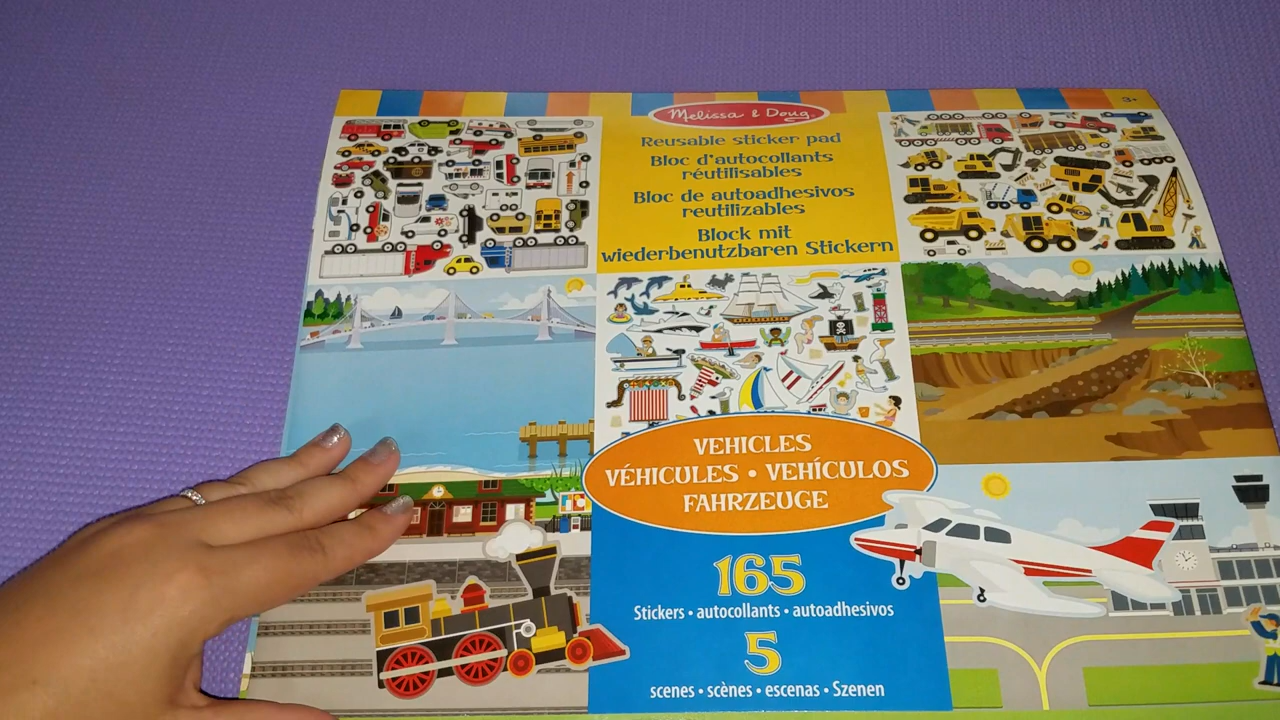 Melissa & Doug
3+
Reusable sticker pad
Bloc d'autocollants
réutilisables
Bloc de autoadhesivos
reutilizables
Block mit
wiederbenutzbaren Stickern
VEHICLES
VÉHICULES • VEHÍCULOS
FAHRZEUGE
165
Stickers • autocollants • autoadhesivos
5
scenes • scènes • escenas • Szenen